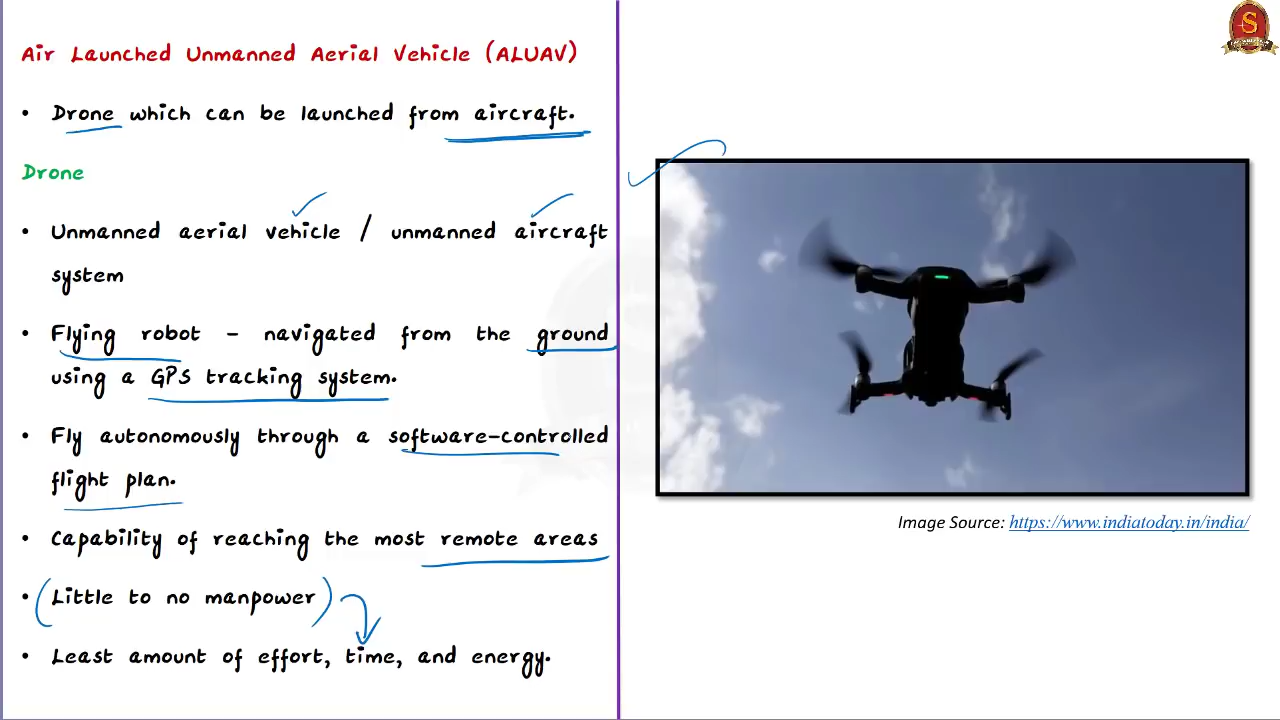 Air Launched Unmanned Aerial Vehicle (ALUAV)
• Drone which can be launched from aircraft.
Drone
• Unmanned aerial vehicle / unmanned aircraft
system
• Flying robot – navigated from the ground
using a GPS tracking system.
• Fly autonomously through a software-controlled
flight plan.
• Capability of reaching the most remote areas
• (Little to no manpower)
• Least amount of effort, time, and energy.
S
Image Source: https://www.indiatoday.in/india/